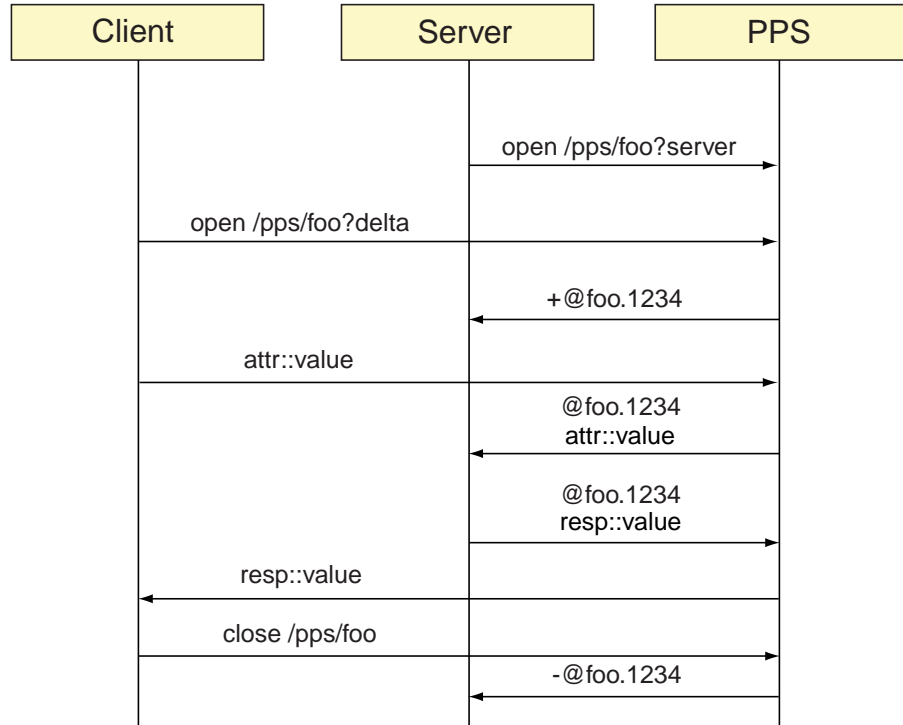 Client
Server
PPS
open /pps/foo?server
open /pps/foo?delta
+@foo.1234
attr::value
@foo.1234
attr::value
@foo.1234
resp::value
resp::value
close /pps/foo
-@foo.1234